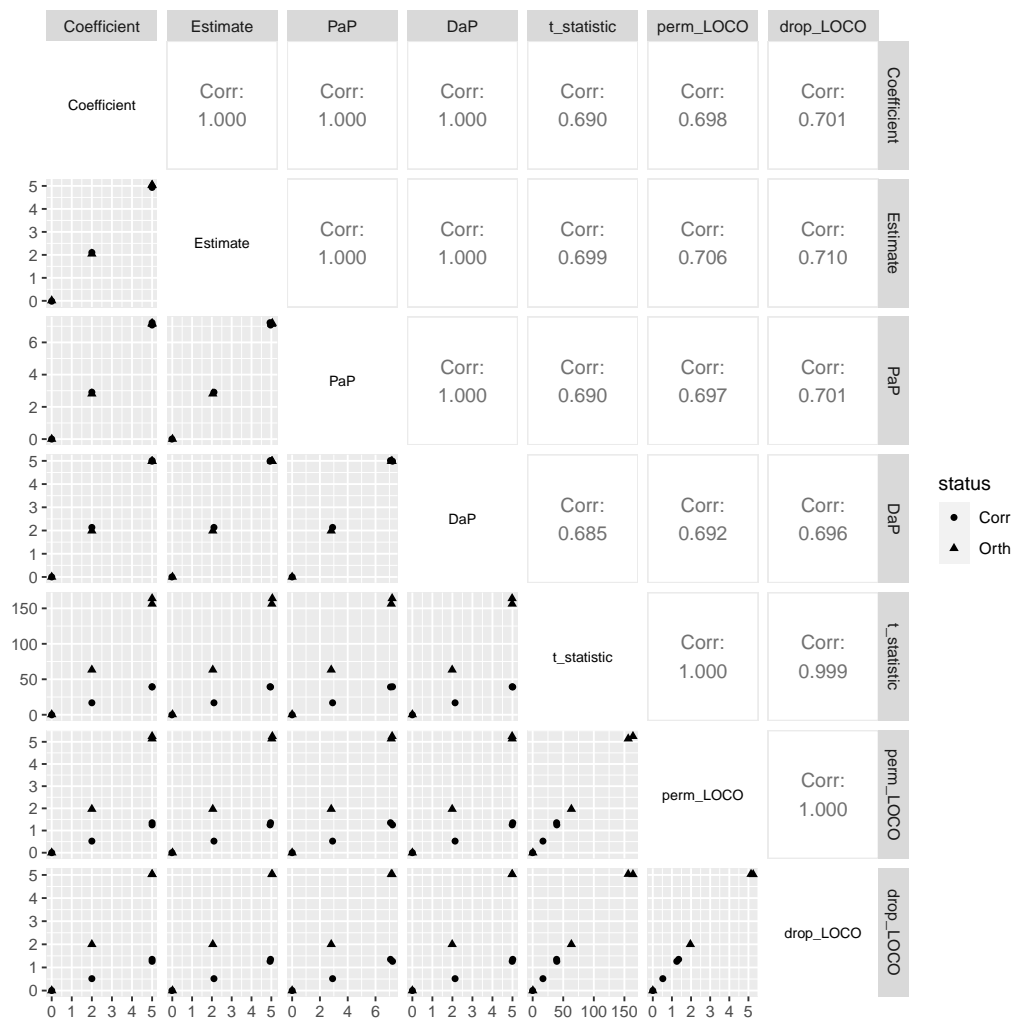 Coefficient Estimate PaP DaP t_statistic perm_LOCO drop_LOCO
Coefficient
Corr:
1.000
Corr:
1.000
Corr:
1.000
Corr:
0.690
Corr:
0.698
Corr:
0.701
Coefficient
5
4
3
2
1
0
Estimate
Corr:
1.000
Corr:
1.000
Corr:
0.699
Corr:
0.706
Corr:
0.710
Estimate
6
4
2
0
PaP
Corr:
1.000
Corr:
0.690
Corr:
0.697
Corr:
0.701
PaP
5
4
3
2
1
0
DaP
Corr:
0.685
Corr:
0.692
Corr:
0.696
DaP
status
Corr
Orth
150
100
50
0
t_statistic
Corr:
1.000
Corr:
0.999
t_statistic
5
4
3
2
1
0
perm_LOCO
Corr:
1.000
perm_LOCO
5
4
3
2
1
0
drop_LOCO
drop_LOCO
0 1 2 3 4 5 0 1 2 3 4 5 0 2 4 6 0 1 2 3 4 5 0 50 100 150 0 1 2 3 4 5